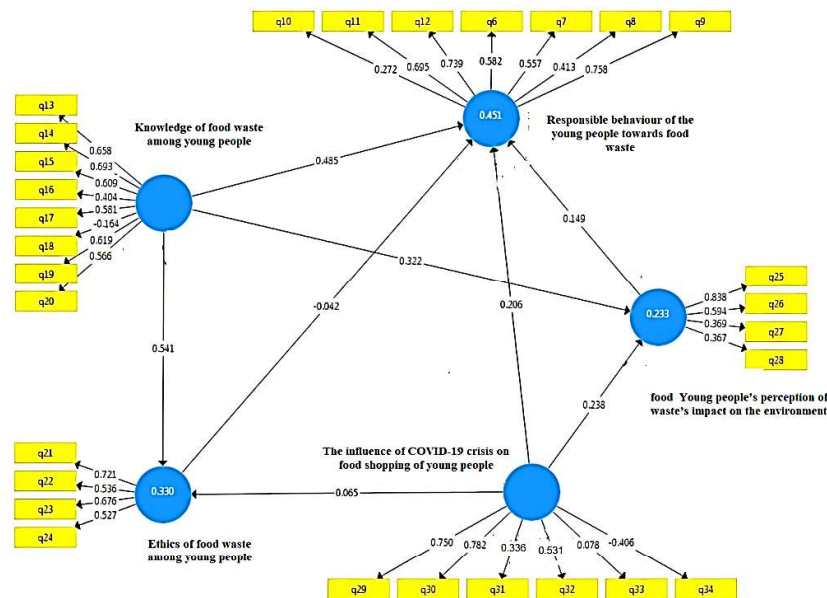 q10
q11
q12
q6
q7
q8
q9
0.272
0.695
0.739
0.582
0.557
0.413
0.758
0.451
Responsible behaviour of the
young people towards food
waste
q13
q14
q15
q16
q17
q18
q19
q20
0.658
0.693
0.609
0.404
0.581
-0.164
0.619
0.566
Knowledge of food waste
among young people
0.485
0.322
0.541
-0.042
0.206
0.149
0.238
0.065
0.233
q25
q26
q27
q28
0.838
0.594
0.369
0.367
food Young people's perception of
waste's impact on the environment
q21
q22
q23
q24
0.721
0.536
0.676
0.527
0.330
Ethics of food waste
among young people
The influence of COVID-19 crisis on
food shopping of young people
0.750
0.782
0.336
0.531
0.078
-0.406
q29
q30
q31
q32
q33
q34